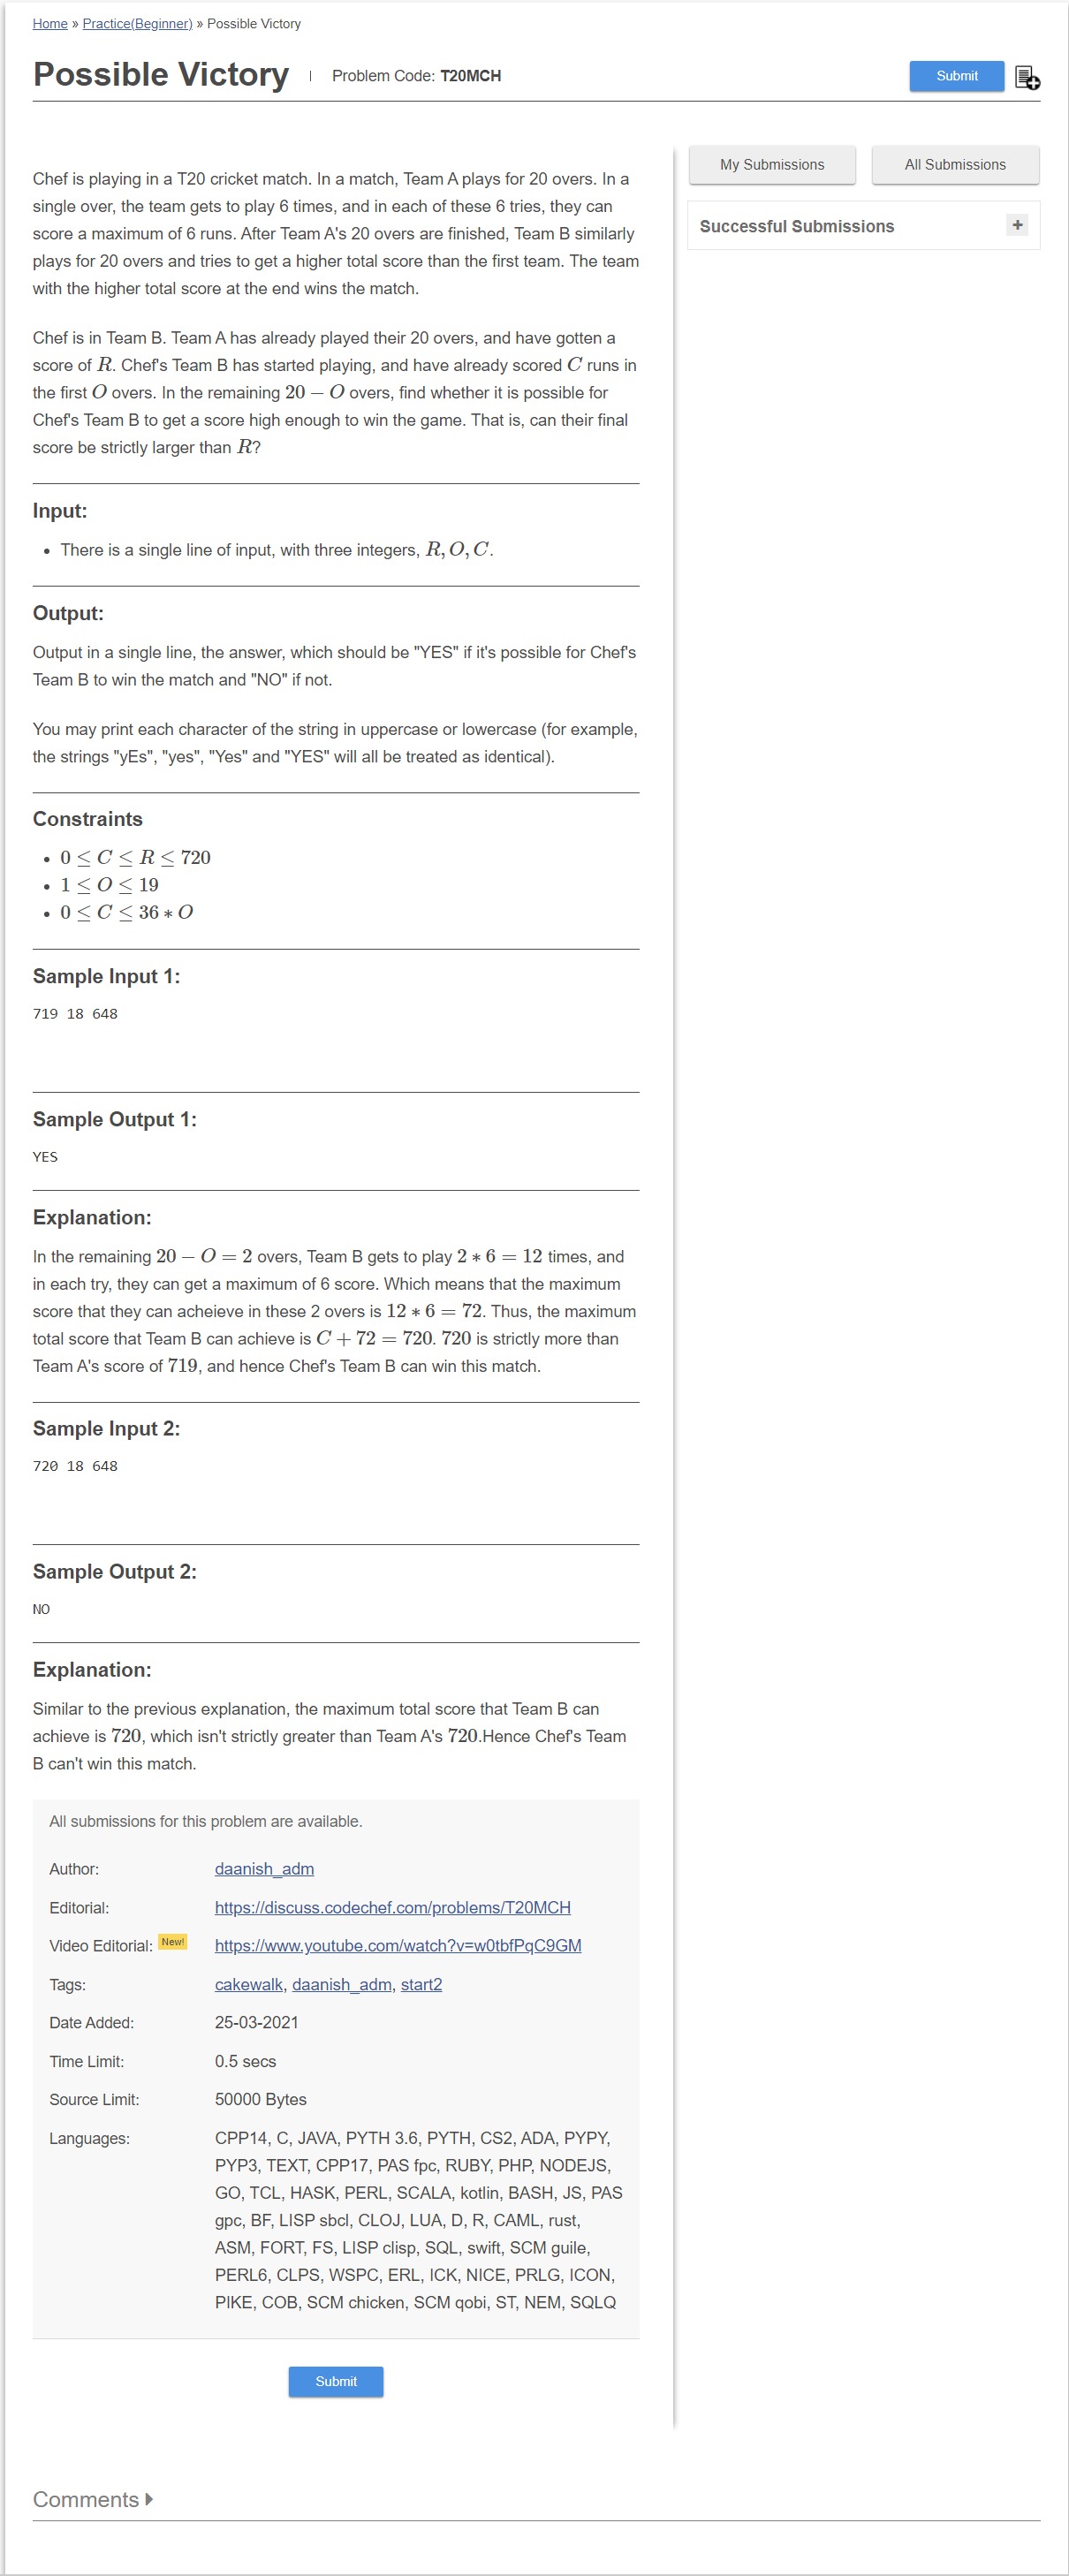 Home » Practice(Beginner) » Possible Victory
Possible Victory
Problem Code: T20MCH
Submit
My Submissions
All Submissions
Successful Submissions
+
Chef is playing in a T20 cricket match. In a match, Team A plays for 20 overs. In a
single over, the team gets to play 6 times, and in each of these 6 tries, they can
score a maximum of 6 runs. After Team A's 20 overs are finished, Team B similarly
plays for 20 overs and tries to get a higher total score than the first team. The team
with the higher total score at the end wins the match.
Chef is in Team B. Team A has already played their 20 overs, and have gotten a
score of R. Chef's Team B has started playing, and have already scored C runs in
the first O overs. In the remaining 20 − O overs, find whether it is possible for
Chef's Team B to get a score high enough to win the game. That is, can their final
score be strictly larger than R?
Input:
• There is a single line of input, with three integers, R, O, C.
Output:
Output in a single line, the answer, which should be "YES" if it's possible for Chef's
Team B to win the match and "NO" if not.
You may print each character of the string in uppercase or lowercase (for example,
the strings "yEs", "yes", "Yes" and "YES" will all be treated as identical).
Constraints
• 0 ≤ C ≤ R ≤ 720
• 1 ≤ O ≤ 19
• 0 ≤ C ≤ 36 * O
Sample Input 1:
719 18 648
Sample Output 1:
YES
Explanation:
In the remaining 20 − O = 2 overs, Team B gets to play 2 * 6 = 12 times, and
in each try, they can get a maximum of 6 score. Which means that the maximum
score that they can acheieve in these 2 overs is 12 * 6 = 72. Thus, the maximum
total score that Team B can achieve is C + 72 = 720. 720 is strictly more than
Team A's score of 719, and hence Chef's Team B can win this match.
Sample Input 2:
720 18 648
Sample Output 2:
NO
Explanation:
Similar to the previous explanation, the maximum total score that Team B can
achieve is 720, which isn't strictly greater than Team A's 720.Hence Chef's Team
B can't win this match.
All submissions for this problem are available.
Author: daanish_adm
Editorial: https://discuss.codechef.com/problems/T20MCH
Video Editorial: New! https://www.youtube.com/watch?v=w0tbfPqC9GM
Tags: cakewalk, daanish_adm, start2
Date Added: 25-03-2021
Time Limit: 0.5 secs
Source Limit: 50000 Bytes
Languages: CPP14, C, JAVA, PYTH 3.6, PYTH, CS2, ADA, PYPY,
PYP3, TEXT, CPP17, PAS fpc, RUBY, PHP, NODEJS,
GO, TCL, HASK, PERL, SCALA, kotlin, BASH, JS, PAS
gpc, BF, LISP sbcl, CLOJ, LUA, D, R, CAML, rust,
ASM, FORT, FS, LISP clisp, SQL, swift, SCM guile,
PERL6, CLPS, WSPC, ERL, ICK, NICE, PRLG, ICON,
PIKE, COB, SCM chicken, SCM qobi, ST, NEM, SQLQ
Submit
Comments